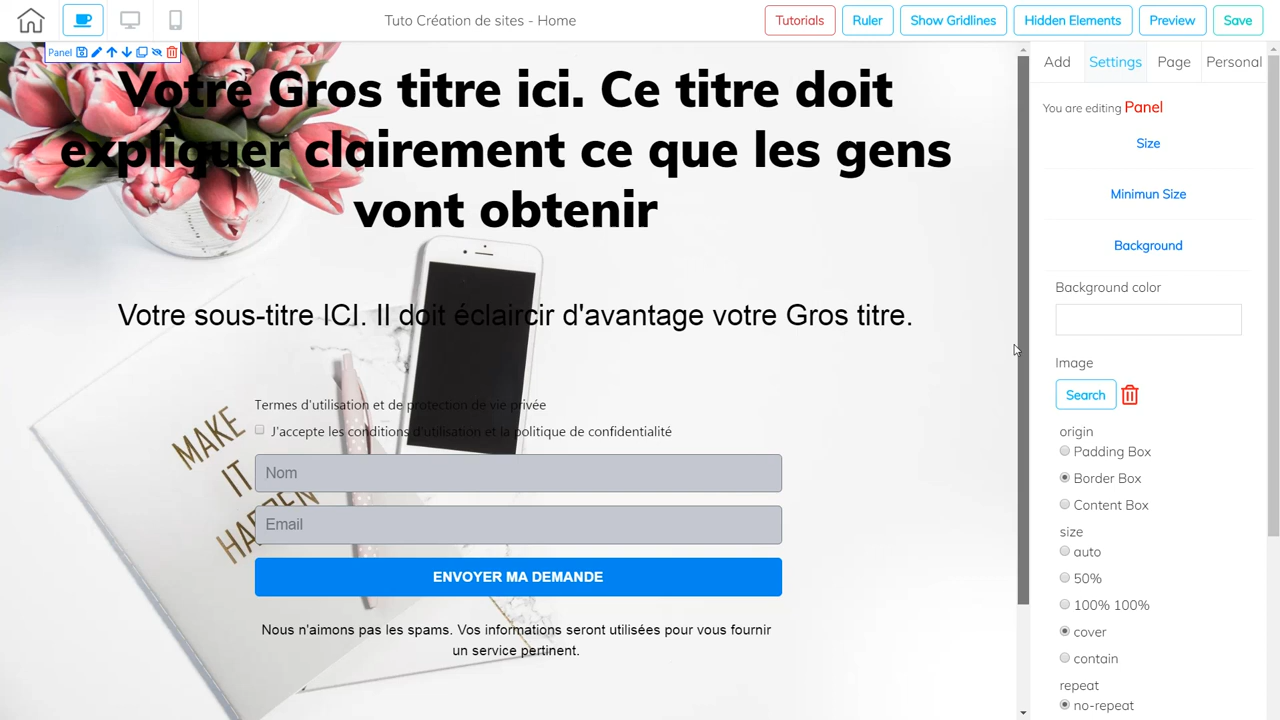 Tuto Création de sites - Home
Tutorials
Ruler
Show Gridlines
Hidden Elements
Preview
Save
Panel
Votre Gros titre ici. Ce titre doit
expliquer clairement ce que les gens
vont obtenir
Votre sous-titre ICI. Il doit éclaircir d'avantage votre Gros titre.
MAKE
IT
HAPPEN
Termes d'utilisation et de protection de vie privée
J'accepte les conditions d'utilisation et la politique de confidentialité
Nom
Email
ENVOYER MA DEMANDE
Nous n'aimons pas les spams. Vos informations seront utilisées pour vous fournir
un service pertinent.
Add
Settings
Page
Personal
You are editing Panel
Size
Minimun Size
Background
Background color
Image
Search
origin
Padding Box
Border Box
Content Box
size
auto
50%
100% 100%
cover
contain
repeat
no-repeat